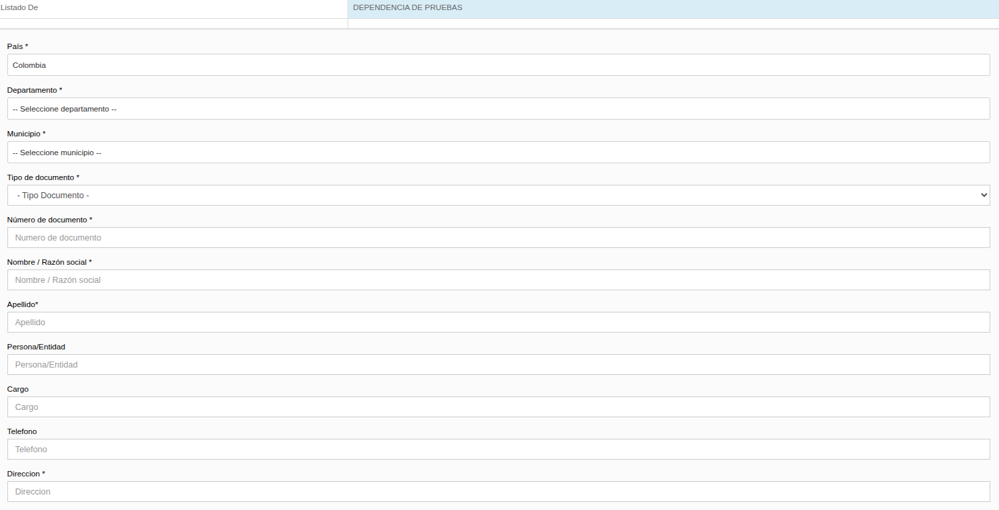 Listado De
DEPENDENCIA DE PRUEBAS
País *
Colombia
Departamento *
-- Seleccione departamento --
Municipio *
-- Seleccione municipio --
Tipo de documento *
- Tipo Documento -
Número de documento *
Numero de documento
Nombre / Razón social *
Nombre / Razón social
Apellido*
Apellido
Persona/Entidad
Persona/Entidad
Cargo
Cargo
Telefono
Telefono
Direccion *
Direccion